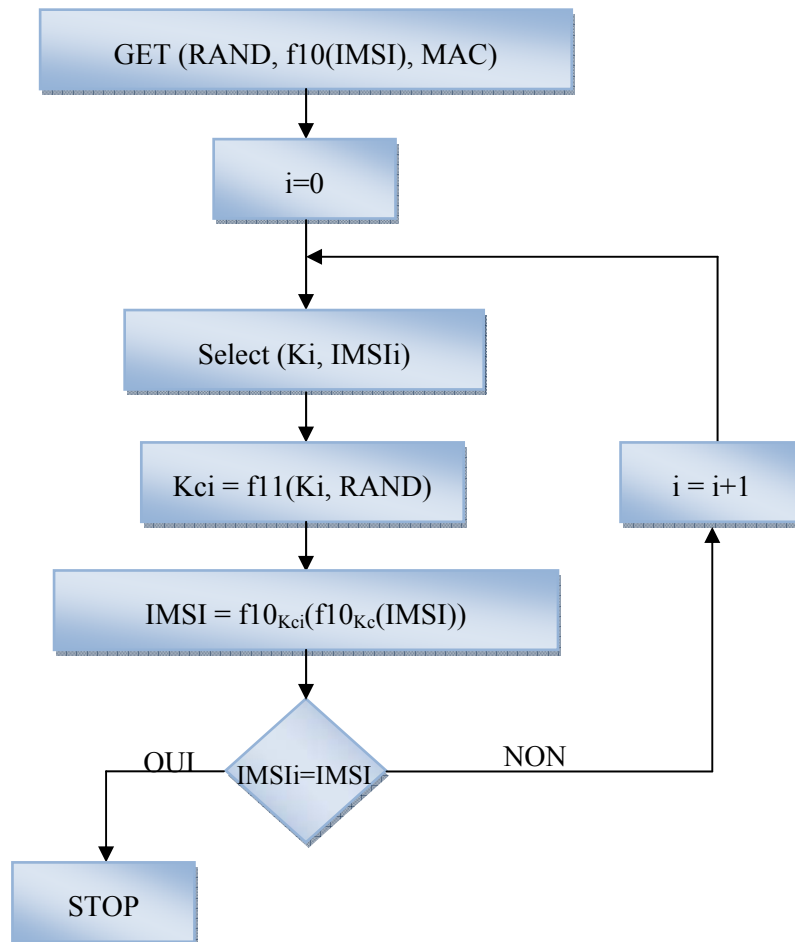 GET (RAND, f10(IMSI), MAC)
i=0
Select (Ki, IMSIi)
Kci = f11(Ki, RAND)
i = i+1
IMSI = f10Kci(f10Kc(IMSI))
OUI
IMSIi=IMSI
NON
STOP